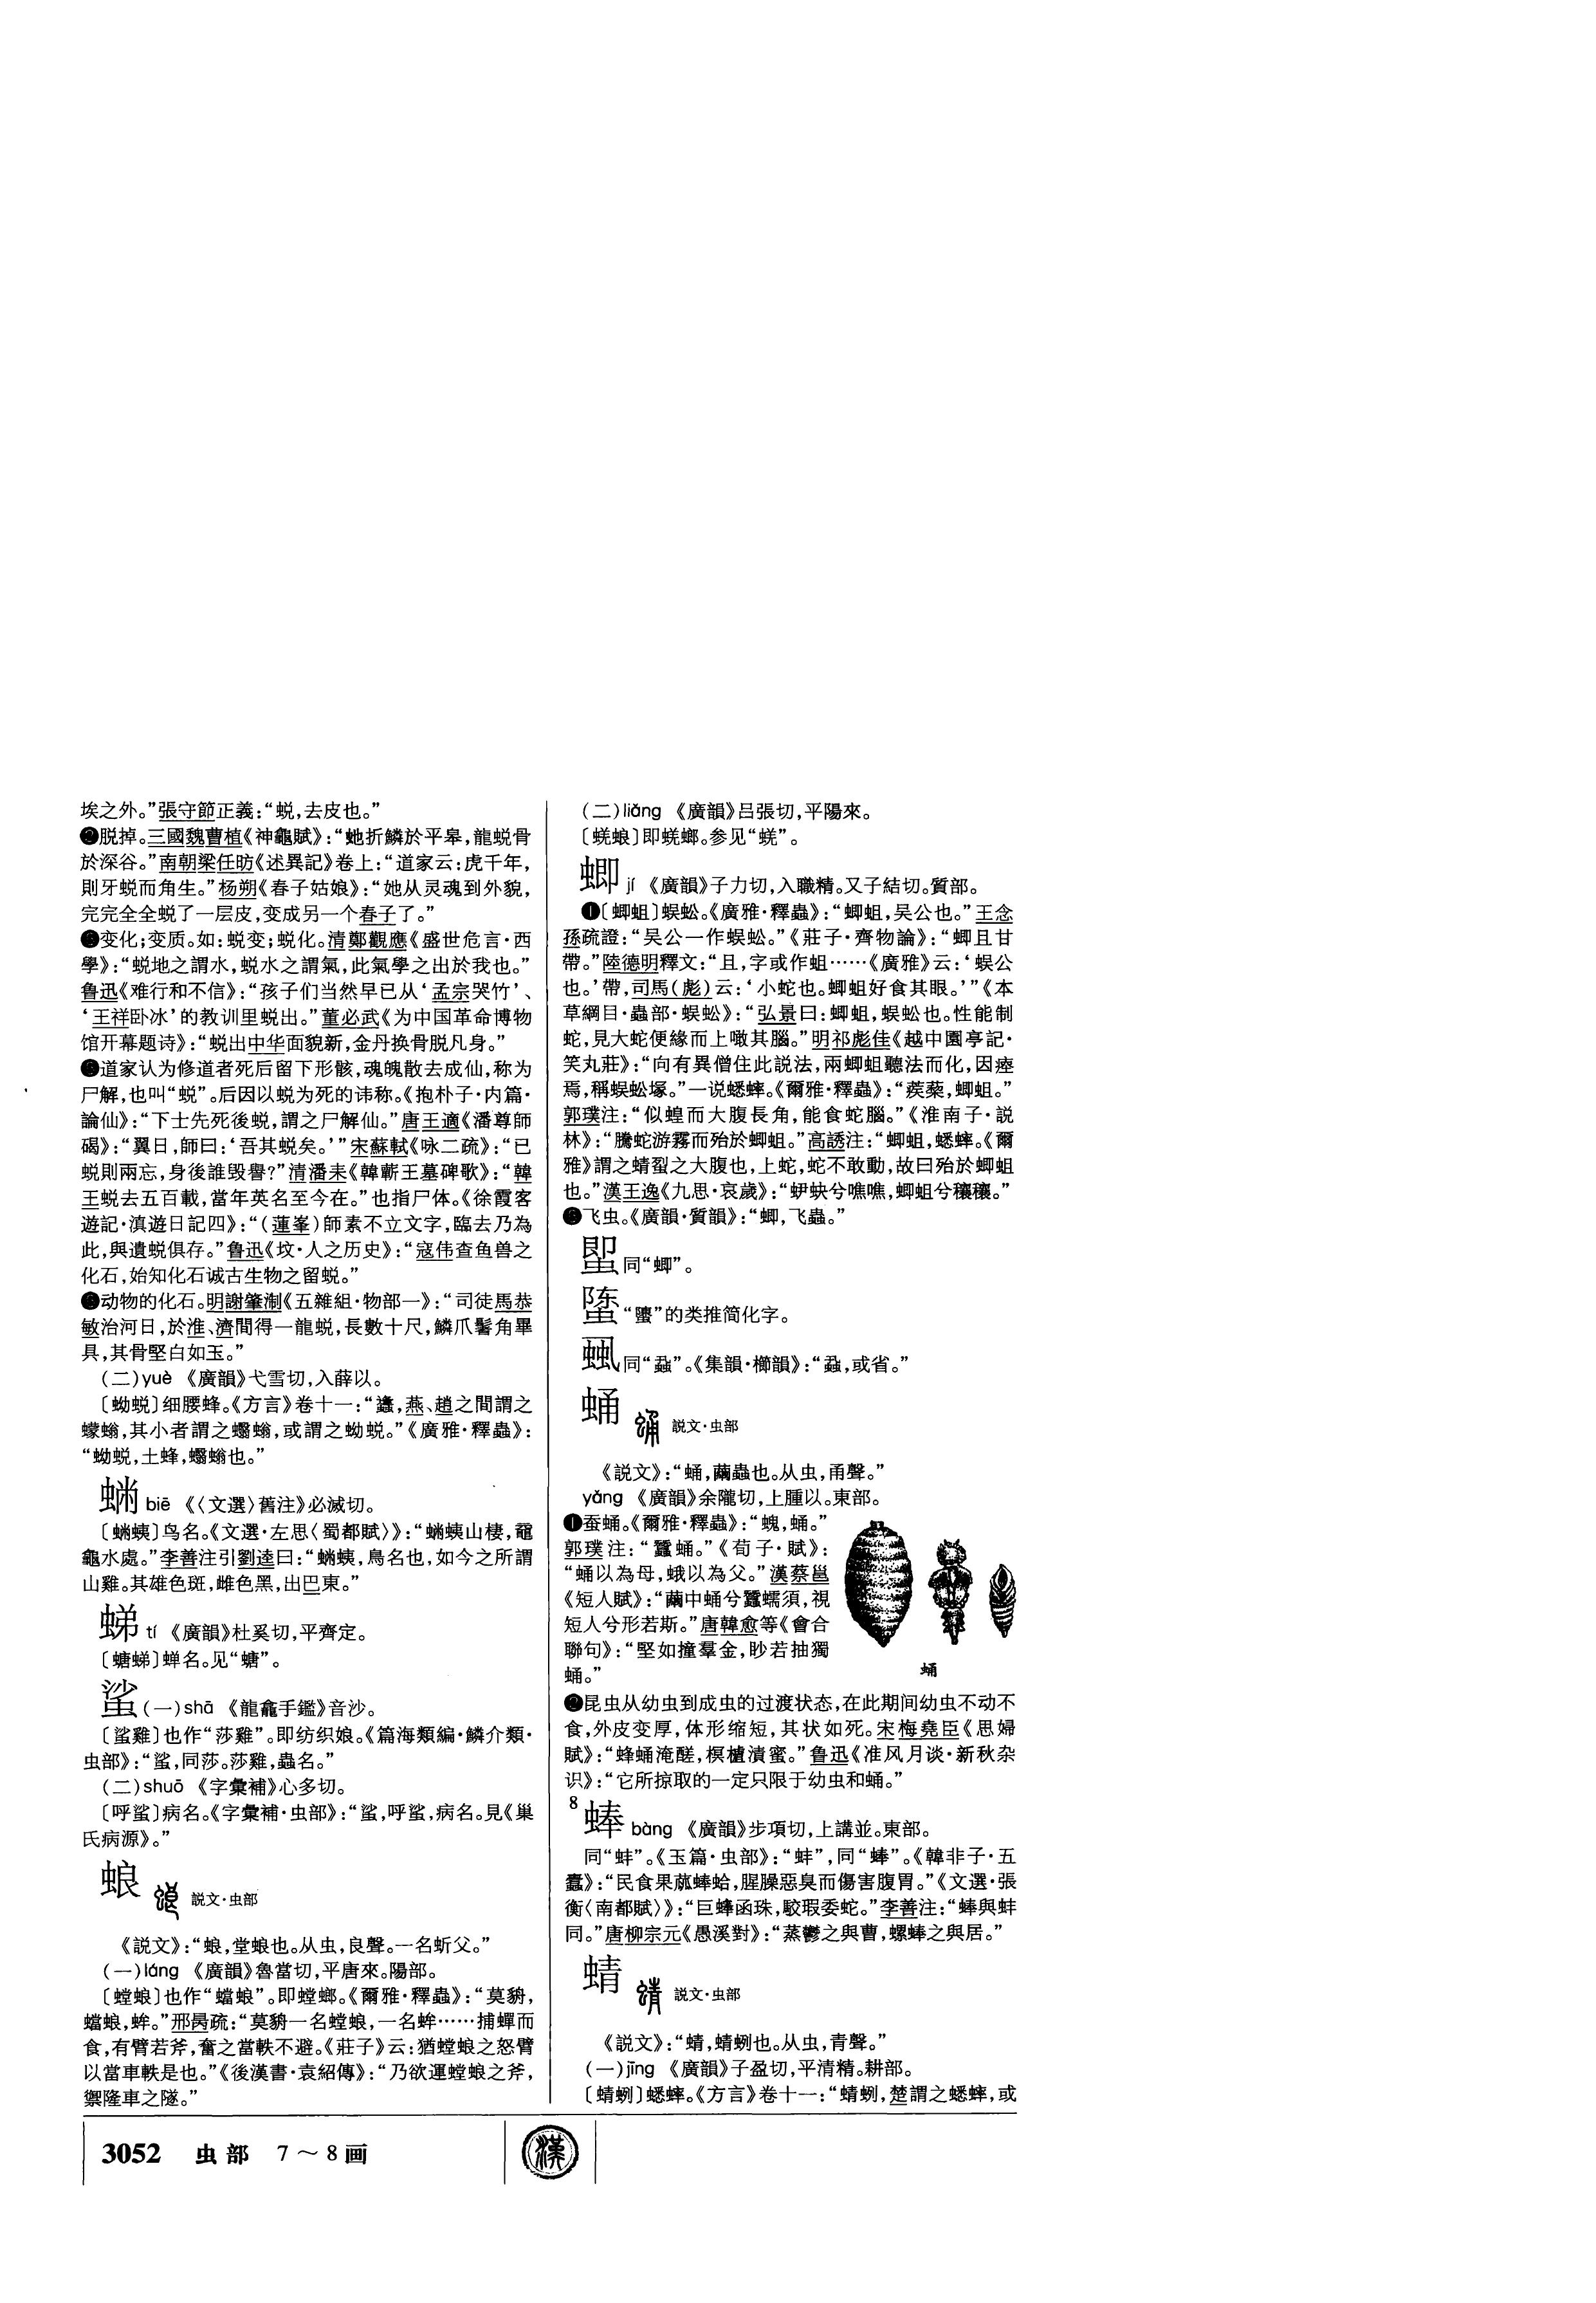 埃之外。”張守節正義：“蜕，去皮也。”
❷脱掉。三國魏曹植《神龜賦》：“虵折鱗於平皋，龍蜕骨
於深谷。”南朝梁任昉《述異記》卷上：“道家云：虎千年，
則牙蜕而角生。”杨朔《春子姑娘》：“她从灵魂到外貌，
完完全全蜕了一层皮，变成另一个春子了。”
❸变化；变质。如：蜕变；蜕化。清鄭觀應《盛世危言·西
學》：“蜕地之謂水，蜕水之謂氣，此氣學之出於我也。”
鲁迅《难行和不信》：“孩子们当然早已从‘孟宗哭竹’、
‘王祥卧冰’的教训里蜕出。”董必武《为中国革命博物
馆开幕题诗》：“蜕出中华面貌新，金丹换骨脱凡身。”
道家认为修道者死后留下形骸，魂魄散去成仙，称为
尸解，也叫“蜕”。后因以蜕为死的讳称。《抱朴子·内篇·
論仙》：“下士先死後蜕，謂之尸解仙。”唐王適《潘尊師
碣》：“翼日，師曰：‘吾其蜕矣。’”宋蘇軾《咏二疏》：“已
蜕則兩忘，身後誰毁譽？”清潘耒《韓蘄王墓碑歌》：“韓
王蜕去五百載，當年英名至今在。”也指尸体。《徐霞客
遊記·滇遊日記四》：“（蓮峯）師素不立文字，臨去乃為
此，與遺蜕俱存。”鲁迅《坟·人之历史》：“寇伟查鱼兽之
化石，始知化石诚古生物之留蜕。”
动物的化石。明謝肇淛《五雜組·物部一》：“司徒馬恭
敏治河日，於淮、濟間得一龍蜕，長數十尺，鱗爪鬐角畢
具，其骨堅白如玉。”
（二）yuè 《廣韻》弋雪切，入薛以。
〔蚴蜕〕细腰蜂。《方言》卷十一：“蠭，燕、趙之間謂之
蠓螉，其小者謂之蠮螉，或謂之蚴蜕。”《廣雅·釋蟲》：
“蚴蜕，土蜂，蠮螉也。”
蛂 biē 《〈文選〉舊注》必滅切。
〔蛂蛦〕鸟名。《文選·左思〈蜀都賦〉》：“蛂蛦山棲，黿
龜水處。”李善注引劉逵曰：“蛂蛦，鳥名也，如今之所謂
山雞。其雄色斑，雌色黑，出巴東。”
䗖 tí 《廣韻》杜奚切，平齊定。
〔螗䗖〕蝉名。见“螗”。
鯊（一）shā 《龍龕手鑑》音沙。
〔乷雞〕也作“莎雞”。即纺织娘。《篇海類編·鱗介類·
虫部》：“，同莎。莎雞，蟲名。”
（二）shuō 《字彙補》心多切。
〔呼〕病名。《字彙補·虫部》：“，呼，病名。見《巢
氏病源》。”
蜋 説文·虫部
《説文》：“蜋，堂蜋也。从虫，良聲。一名蚚父。”
（一）láng 《廣韻》魯當切，平唐來。陽部。
〔螳蜋〕也作“蟷蜋”。即螳螂。《爾雅·釋蟲》：“莫貈，
蟷蜋，蛑。”邢昺疏：“莫貈一名螳蜋，一名蛑……捕蟬而
食，有臂若斧，奮之當軼不避。《莊子》云：猶螳蜋之怒臂
以當車軼是也。”《後漢書·袁紹傳》：“乃欲運螳蜋之斧，
禦隆車之隧。”
（二）liǎng 《廣韻》吕張切，平陽來。
〔蜣蜋〕即蜣螂。参见“蜣”。
蝍 jí 《廣韻》子力切，入職精。又子結切。質部。
❶〔蝍蛆〕蜈蚣。《廣雅·釋蟲》：“蝍蛆，吴公也。”王念
孫疏證：“吴公一作蜈蚣。”《莊子·齊物論》：“蝍且甘
帶。”陸德明釋文：“且，字或作蛆……《廣雅》云：‘蜈公
也。’帶，司馬（彪）云：‘小蛇也。蝍蛆好食其眼。’”《本
草綱目·蟲部·蜈蚣》：“弘景曰：蝍蛆，蜈蚣也。性能制
蛇，見大蛇便緣而上噉其腦。”明祁彪佳《越中園亭記·
笑丸莊》：“向有異僧住此説法，兩蝍蛆聽法而化，因瘞
焉，稱蜈蚣塚。”一说蟋蟀。《爾雅·釋蟲》：“蒺蔾，蝍蛆。”
郭璞注：“似蝗而大腹長角，能食蛇腦。”《淮南子·説
林》：“騰蛇游霧而殆於蝍蛆。”高誘注：“蝍蛆，蟋蟀。《爾
雅》謂之蜻蛚之大腹也，上蛇，蛇不敢動，故曰殆於蝍蛆
也。”漢王逸《九思·哀歲》：“蛜蚗兮噍噍，蝍蛆兮穰穰。”
❷飞虫。《廣韻·質韻》：“蝍，飞蟲。”
同“蝍”。
“螴”的类推简化字。
同“蝨”。《集韻·櫛韻》：“蝨，或省。”
蛹 説文·虫部
《説文》：“蛹，繭蟲也。从虫，甬聲。”
yǒng 《廣韻》余隴切，上腫以。東部。
❶蚕蛹。《爾雅·釋蟲》：“螝，蛹。”
郭璞注：“蠶蛹。”《荀子·賦》：
“蛹以為母，蛾以為父。”漢蔡邕
《短人賦》：“繭中蛹兮蠶蠕須，視
短人兮形若斯。”唐韓愈等《會合
聯句》：“堅如撞羣金，眇若抽獨
蛹。”
蛹
❷昆虫从幼虫到成虫的过渡状态，在此期间幼虫不动不
食，外皮变厚，体形缩短，其状如死。宋梅堯臣《思婦
賦》：“蜂蛹淹醝，榠樝漬蜜。”鲁迅《准风月谈·新秋杂
识》：“它所掠取的一定只限于幼虫和蛹。”
8
蜯 bàng 《廣韻》步項切，上講並。東部。
同“蚌”。《玉篇·虫部》：“蚌”，同“蜯”。《韓非子·五
蠹》：“民食果蓏蜯蛤，腥臊惡臭而傷害腹胃。”《文選·張
衡〈南都賦〉》：“巨蜯函珠，駮瑕委蛇。”李善注：“蜯與蚌
同。”唐柳宗元《愚溪對》：“蒸鬱之與曹，螺蜯之與居。”
蜻 説文·虫部
《説文》：“蜻，蜻蛚也。从虫，青聲。”
（一）jīng 《廣韻》子盈切，平清精。耕部。
〔蜻蛚〕蟋蟀。《方言》卷十一：“蜻蛚，楚謂之蟋蟀，或
3052 虫部 7～8画
漢